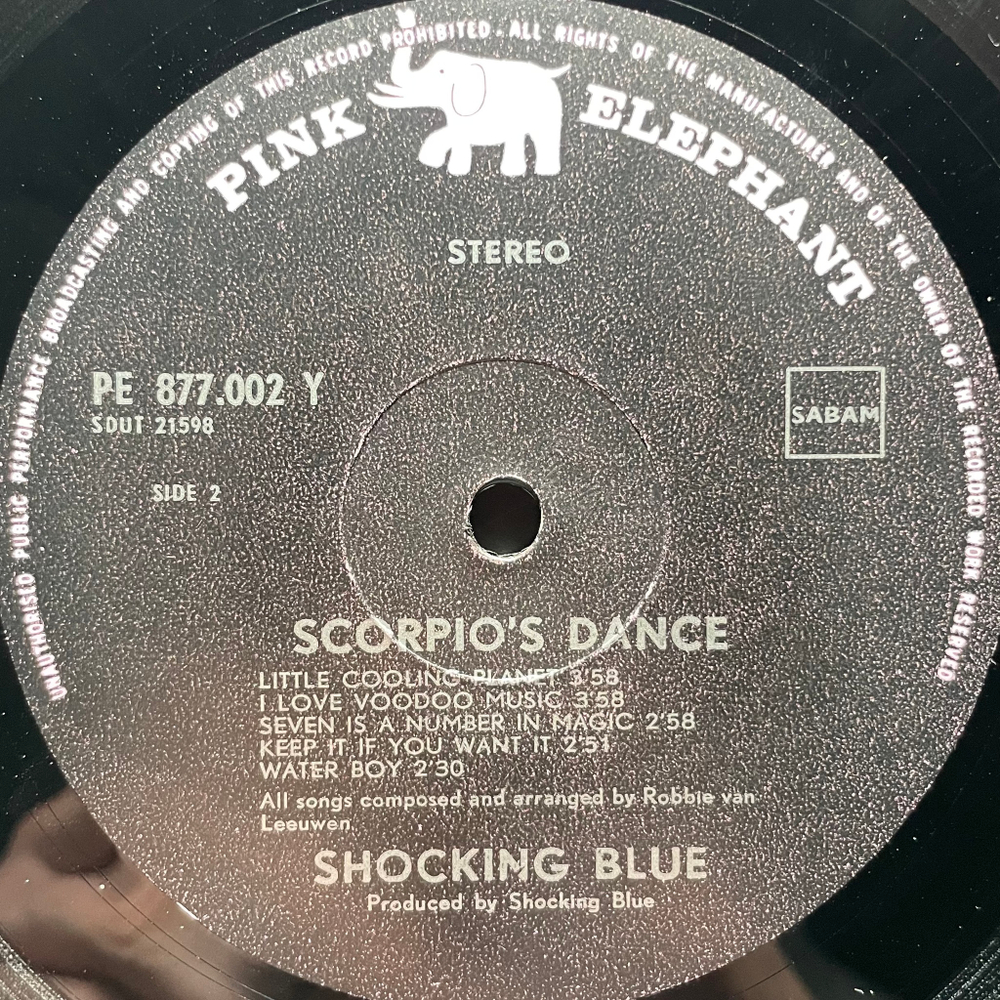 UNAUTHORISED PUBLIC PERFORMANCE BROADCASTING AND COPYING OF THIS RECORD PROHIBITED - ALL RIGHTS OF THE MANUFACTURER AND OF THE OWNER OF THE RECORDED WORK RESERVED
PINK ELEPHANT
STEREO
PE 877.002 Y
SDUT 21598
SABAM
SIDE 2
SCORPIO'S DANCE
LITTLE COOLING PLANET 3'58
I LOVE VOODOO MUSIC 3'58
SEVEN IS A NUMBER IN MAGIC 2'58
KEEP IT IF YOU WANT IT 2'51
WATER BOY 2'30
All songs composed and arranged by Robbie van
Leeuwen
SHOCKING BLUE
Produced by Shocking Blue